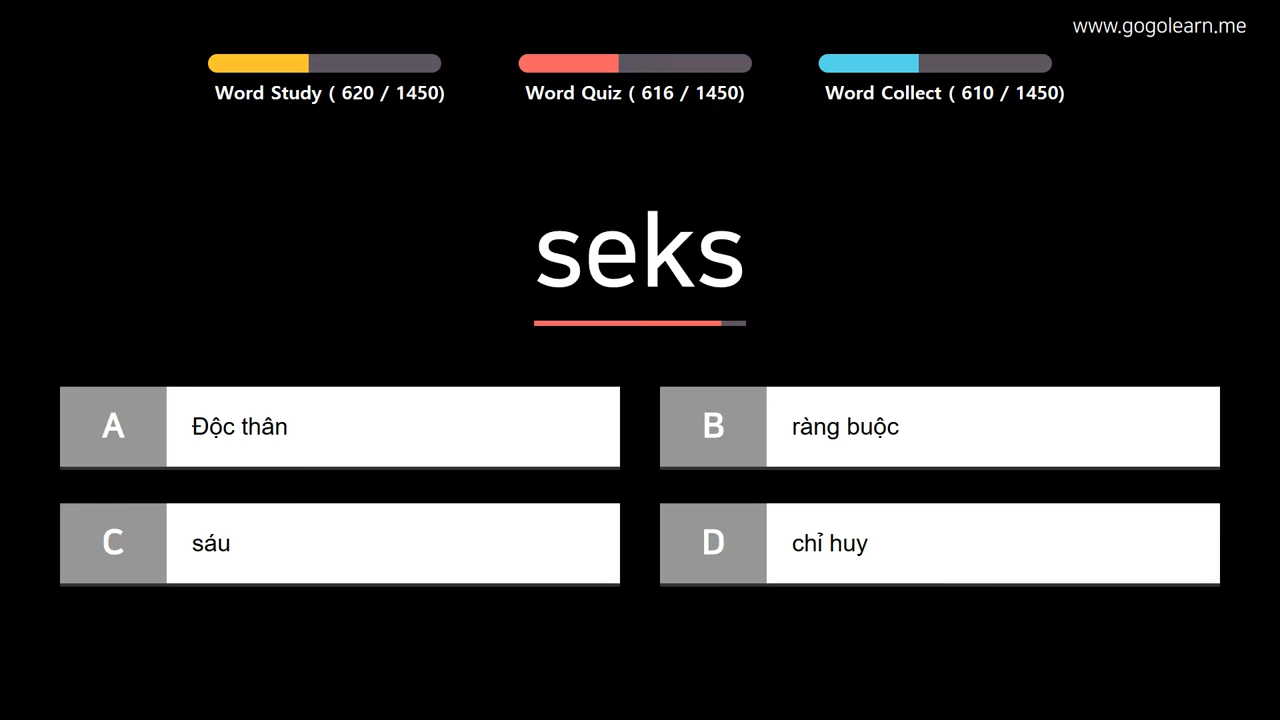 www.gogolearn.me
Word Study ( 620 / 1450)
Word Quiz ( 616 / 1450)
Word Collect ( 610 / 1450)
seks
A Độc thân
B ràng buộc
C sáu
D chỉ huy